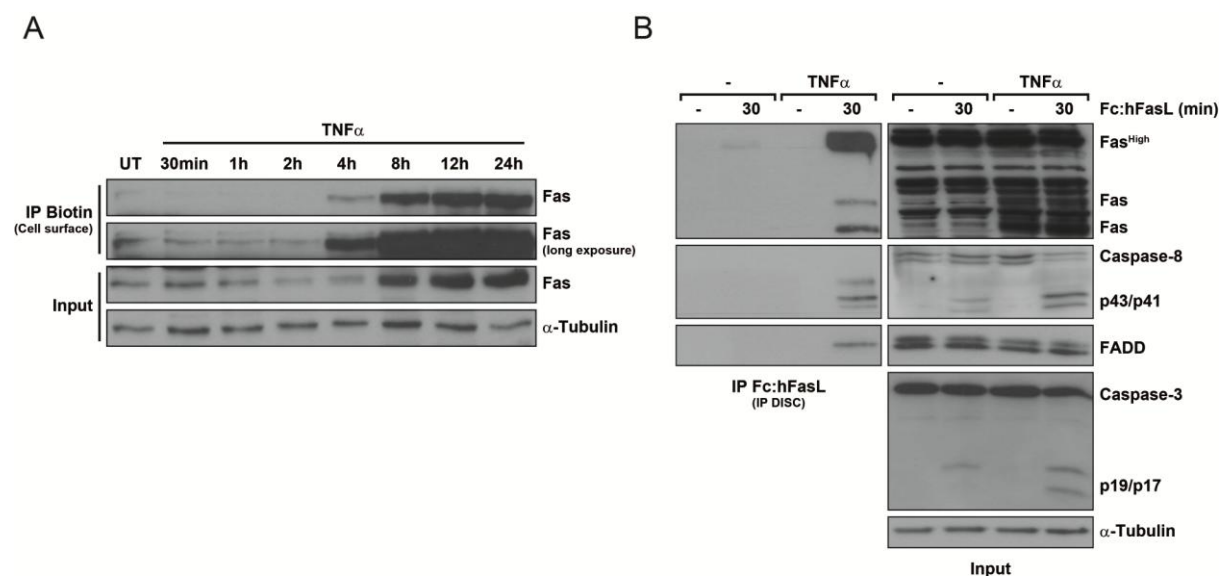 A
TNFα
UT 30min 1h 2h 4h 8h 12h 24h
IP Biotin
(Cell surface)
Fas
Fas
(long exposure)
Input
Fas
α-Tubulin
B
- TNFα - TNFα
- 30 - 30 - 30 - 30 Fc:hFasL (min)
FasHigh
Fas
Fas
Caspase-8
p43/p41
FADD
IP Fc:hFasL
(IP DISC)
Caspase-3
p19/p17
α-Tubulin
Input